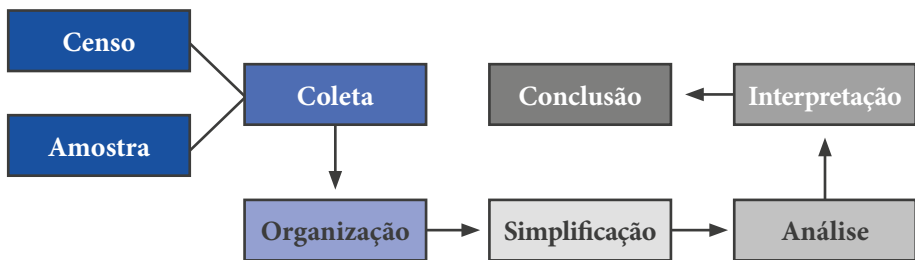 Censo
Coleta
Conclusão
Interpretação
Amostra
Organização
Simplificação
Análise